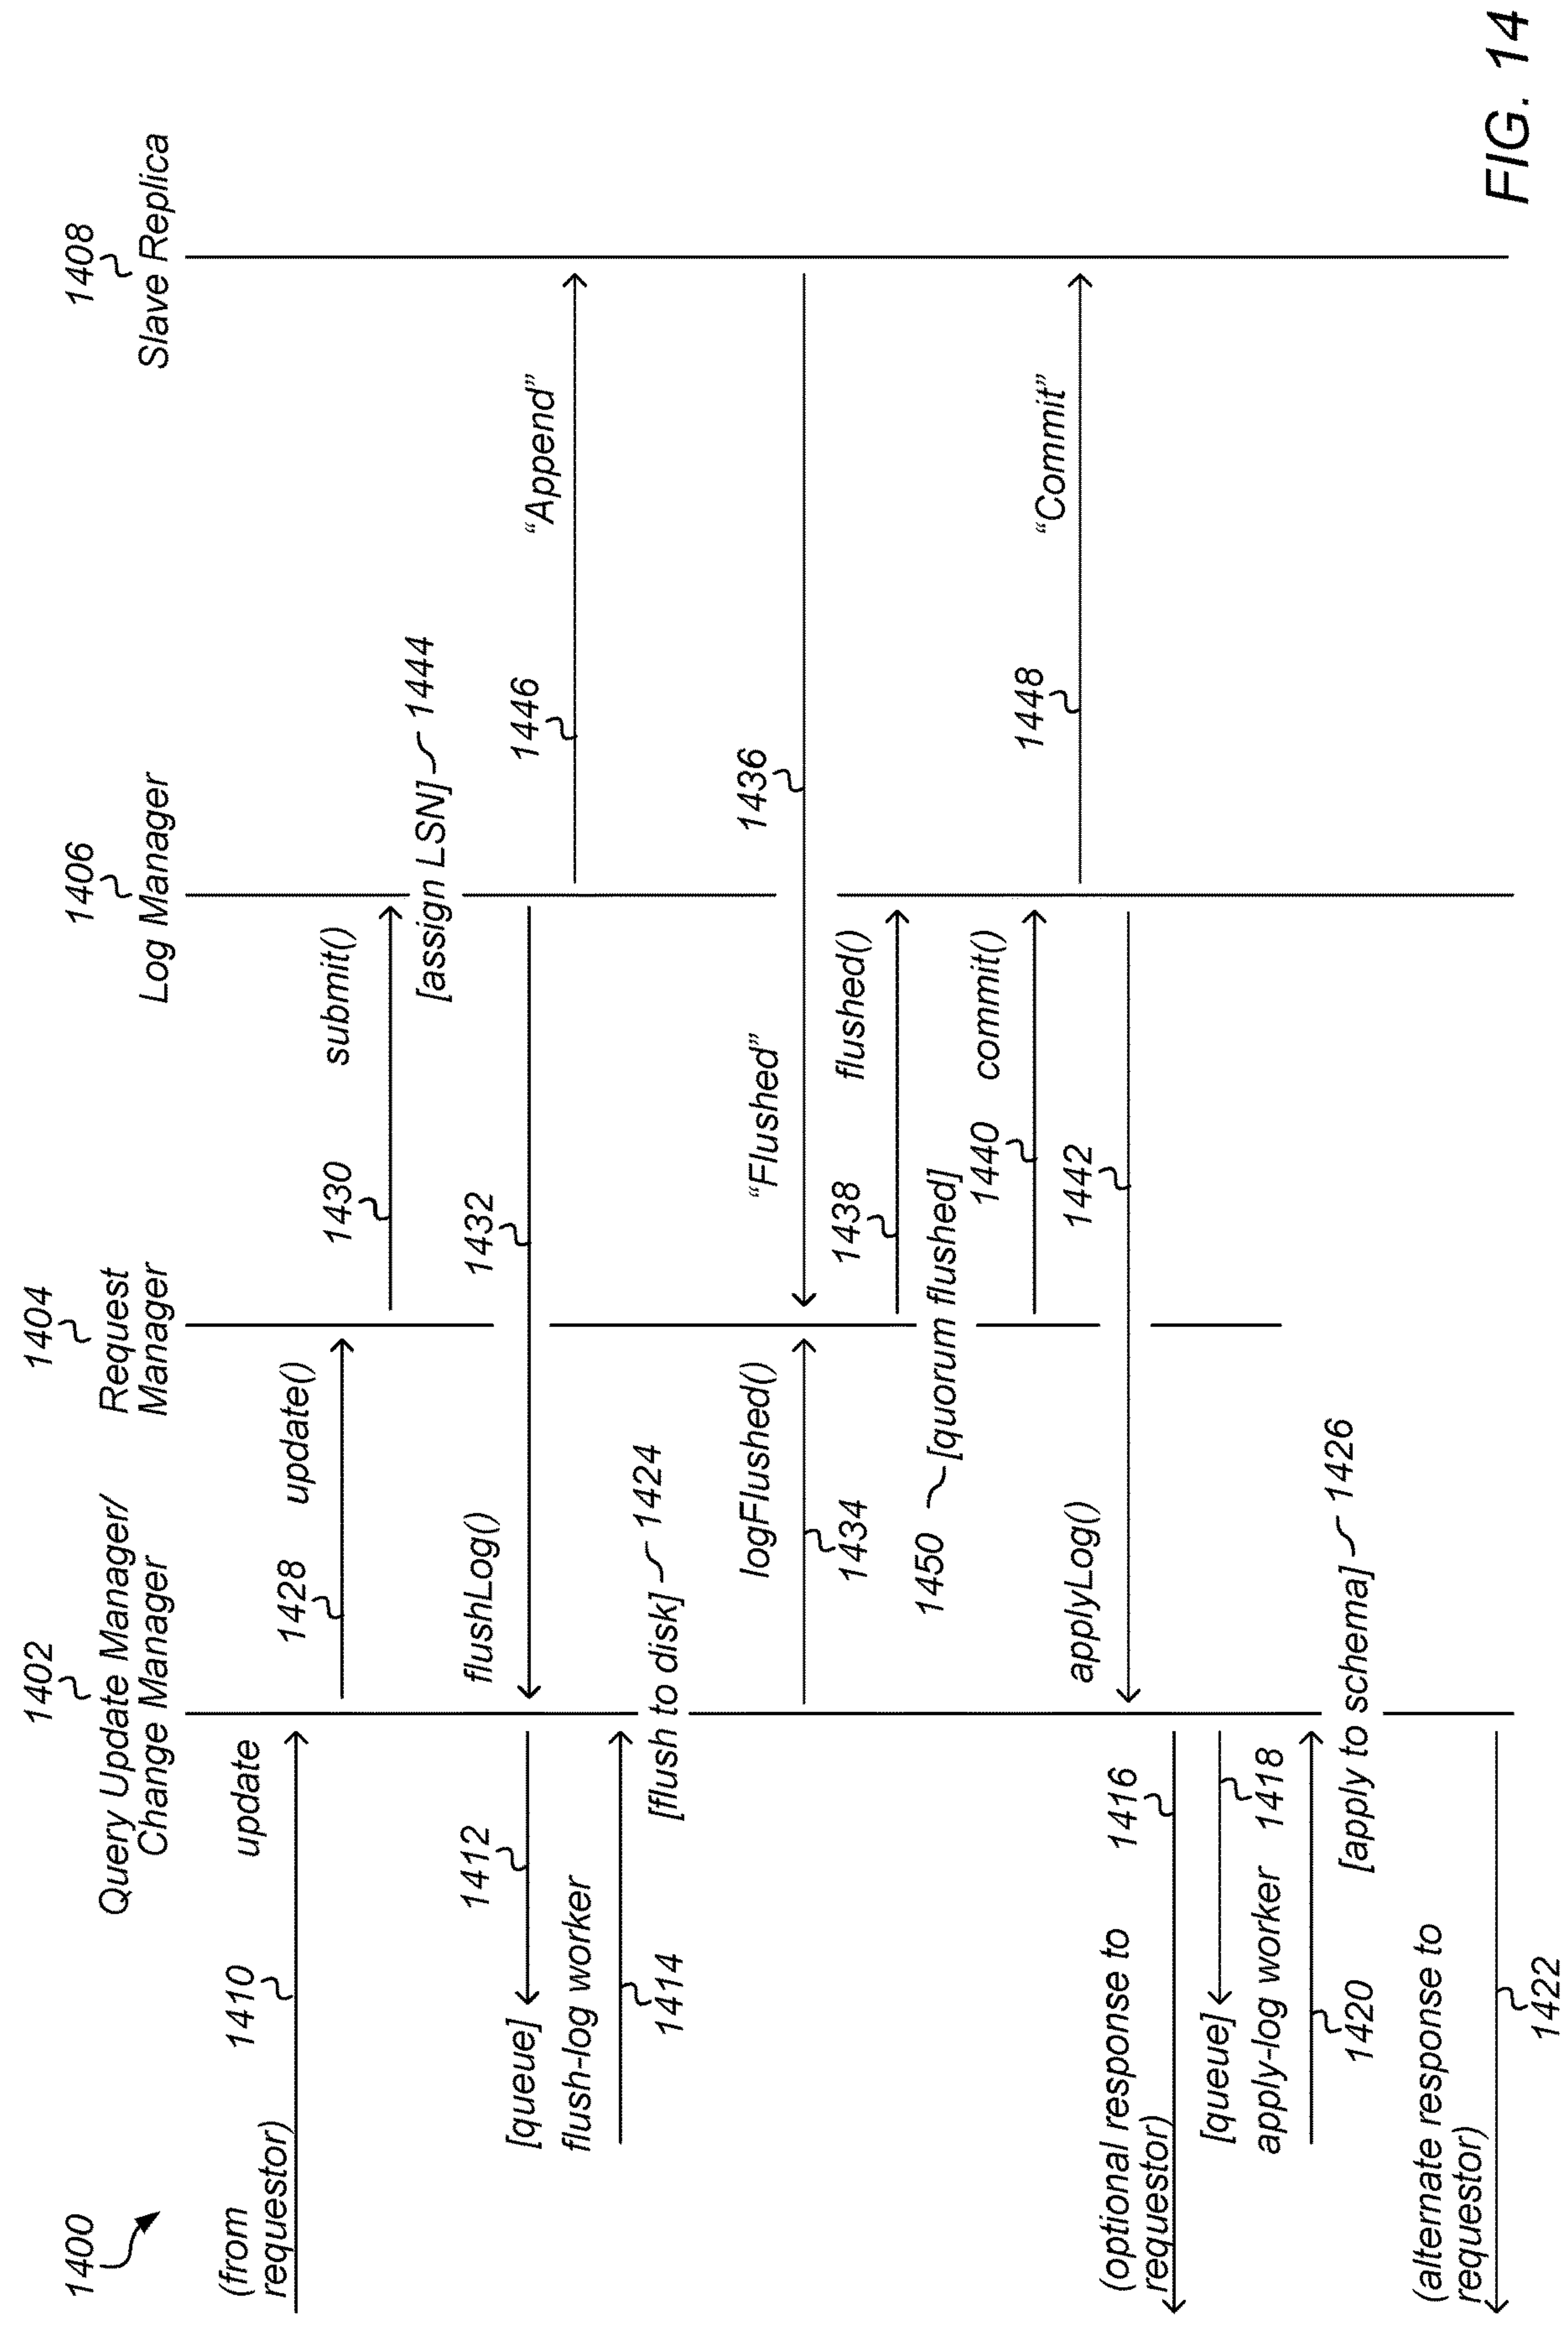 1400
1402
Query Update Manager/
Change Manager
1404
Request
Manager
1406
Log Manager
1408
Slave Replica
(from
requestor)
1410
update
1428
update()
1430
submit()
[assign LSN]
1444
1412
flushLog()
1432
1446
“Append”
[queue]
flush-log worker
1414
[flush to disk]
1424
logFlushed()
1434
“Flushed”
1436
1438
flushed()
1450
[quorum flushed]
1440
commit()
1448
“Commit”
applyLog()
1442
(optional response to
requestor)
1416
[queue]
1418
apply-log worker
1420
[apply to schema]
1426
(alternate response to
requestor)
1422
FIG. 14